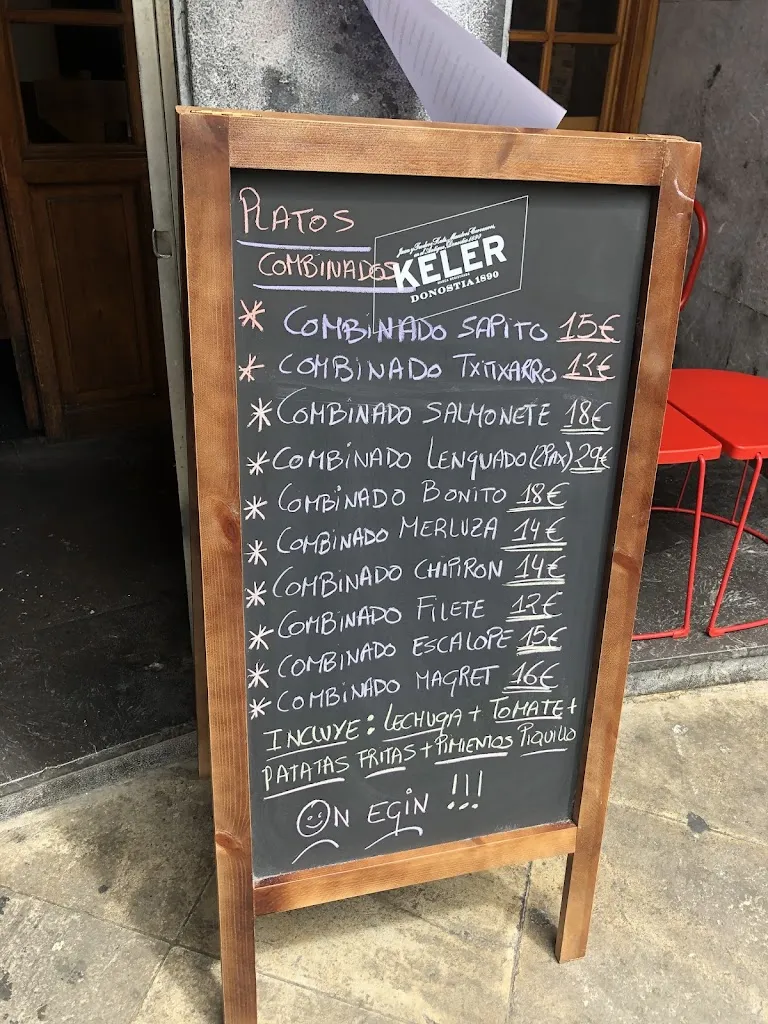 PLATOS
COMBINADOS
KELER
DONOSTIA 1890
* COMBINADO SAPITO 15€
* COMBINADO TXITXARRO 12€
* COMBINADO SALMONETE 18€
* COMBINADO LENGUADO (2PAX) 29€
* COMBINADO BONITO 18€
* COMBINADO MERLUZA 14€
* COMBINADO CHIPIRON 14€
* COMBINADO FILETE 12€
* COMBINADO ESCALOPE 15€
* COMBINADO MAGRET 16€
INCLUYE: LECHUGA + TOMATE +
PATATAS FRITAS + PIMIENTOS PIQUILLO
ON EGIN !!!